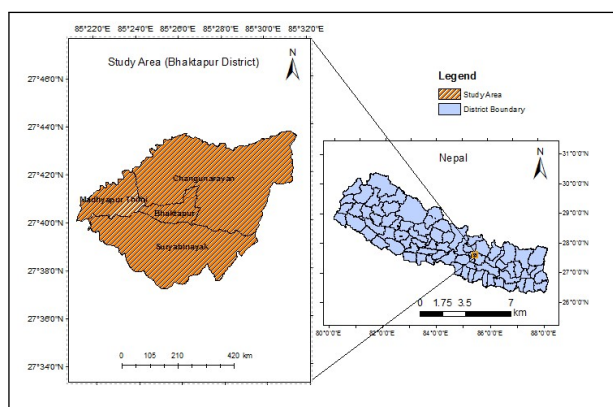 85°22'0"E 85°24'0"E 85°26'0"E 85°28'0"E 85°30'0"E 85°32'0"E
Study Area (Bhaktapur District)
N
27°46'0"N
27°44'0"N
27°42'0"N
27°40'0"N
27°38'0"N
27°36'0"N
27°34'0"N
Changunarayan
Madhyapur Thimi
Bhaktapur
Suryabinayak
0 105 210 420 km
Legend
Study Area
District Boundary
Nepal
N
31°0'0"N
30°0'0"N
29°0'0"N
28°0'0"N
27°0'0"N
26°0'0"N
0 1.75 3.5 7
km
80°0'0"E 82°0'0"E 84°0'0"E 86°0'0"E 88°0'0"E